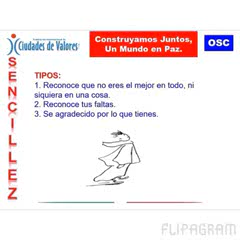 Construyamos Juntos,
Un Mundo en Paz.
OSC
Ciudades de Valores
SENCILLEZ
TIPOS:
1. Reconoce que no eres el mejor en todo, ni
siquiera en una cosa.
2. Reconoce tus faltas.
3. Se agradecido por lo que tienes.
FLIPAGRAM